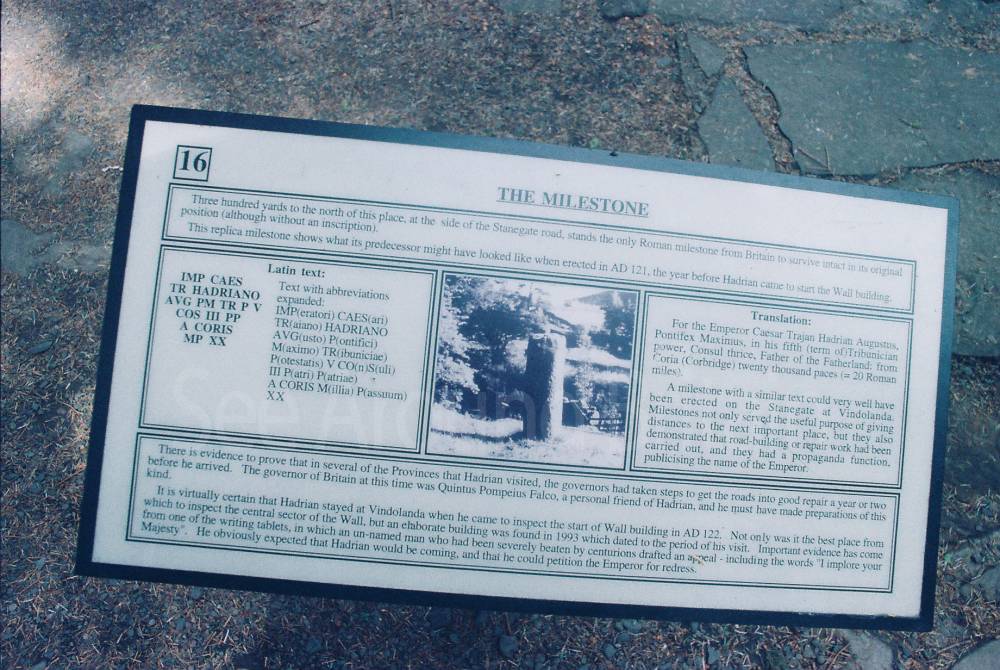 16
THE MILESTONE
Three hundred yards to the north of this place, at the side of the Stanegate road, stands the only Roman milestone from Britain to survive intact in its original
position (although without an inscription).
This replica milestone shows what its predecessor might have looked like when erected in AD 121, the year before Hadrian came to start the Wall building.
IMP CAES
TR HADRIANO
AVG PM TR P V
COS III PP
A CORIS
MP XX
Latin text:
Text with abbreviations
expanded:
IMP(eratori) CAES(ari)
TR(aiano) HADRIANO
AVG(usto) P(ontifici)
M(aximo) TR(ibuniciae)
P(otestatis) V CO(n)S(uli)
III P(atri) P(atriae)
A CORIS M(illia) P(assuum)
XX
Translation:
For the Emperor Caesar Trajan Hadrian Augustus,
Pontifex Maximus, in his fifth (term of)Tribunician
power, Consul thrice, Father of the Fatherland; from
Coria (Corbridge) twenty thousand paces (= 20 Roman
miles).
A milestone with a similar text could very well have
been erected on the Stanegate at Vindolanda.
Milestones not only served the useful purpose of giving
distances to the next important place, but they also
demonstrated that road-building or repair work had been
carried out, and they had a propaganda function,
publicising the name of the Emperor.
There is evidence to prove that in several of the Provinces that Hadrian visited, the governors had taken steps to get the roads into good repair a year or two
before he arrived. The governor of Britain at this time was Quintus Pompeius Falco, a personal friend of Hadrian, and he must have made preparations of this
kind.
It is virtually certain that Hadrian stayed at Vindolanda when he came to inspect the start of Wall building in AD 122. Not only was it the best place from
which to inspect the central sector of the Wall, but an elaborate building was found in 1993 which dated to the period of his visit. Important evidence has come
from one of the writing tablets, in which an un-named man who had been severely beaten by centurions drafted an appeal - including the words "I implore your
Majesty". He obviously expected that Hadrian would be coming, and that he could petition the Emperor for redress.